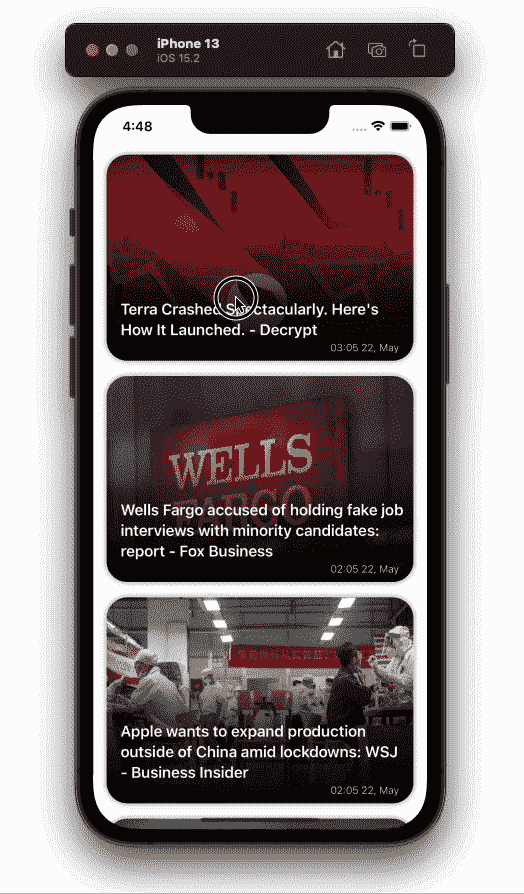 iPhone 13
iOS 15.2
4:48
Terra Crashed Spectacularly. Here's
How It Launched. - Decrypt
03:05 22, May
WELLS
FARGO
Wells Fargo accused of holding fake job
interviews with minority candidates:
report - Fox Business
02:05 22, May
Apple wants to expand production
outside of China amid lockdowns: WSJ
- Business Insider
02:05 22, May